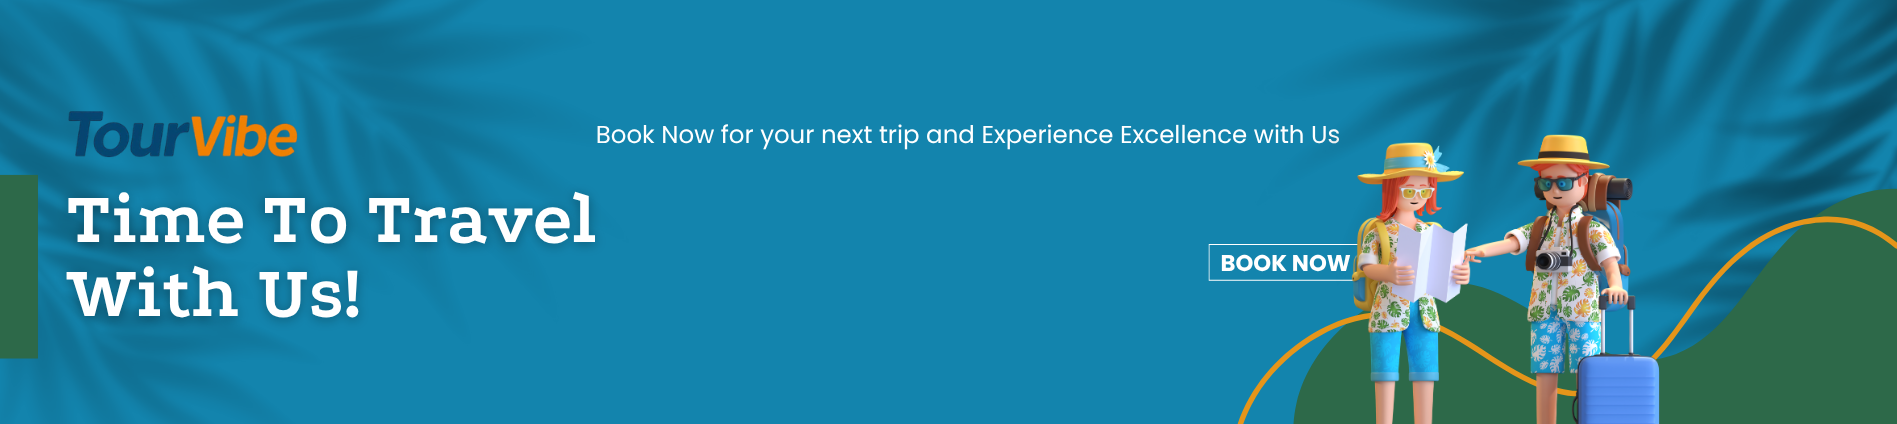 TourVibe
Time To Travel
With Us!
Book Now for your next trip and Experience Excellence with Us
BOOK NOW